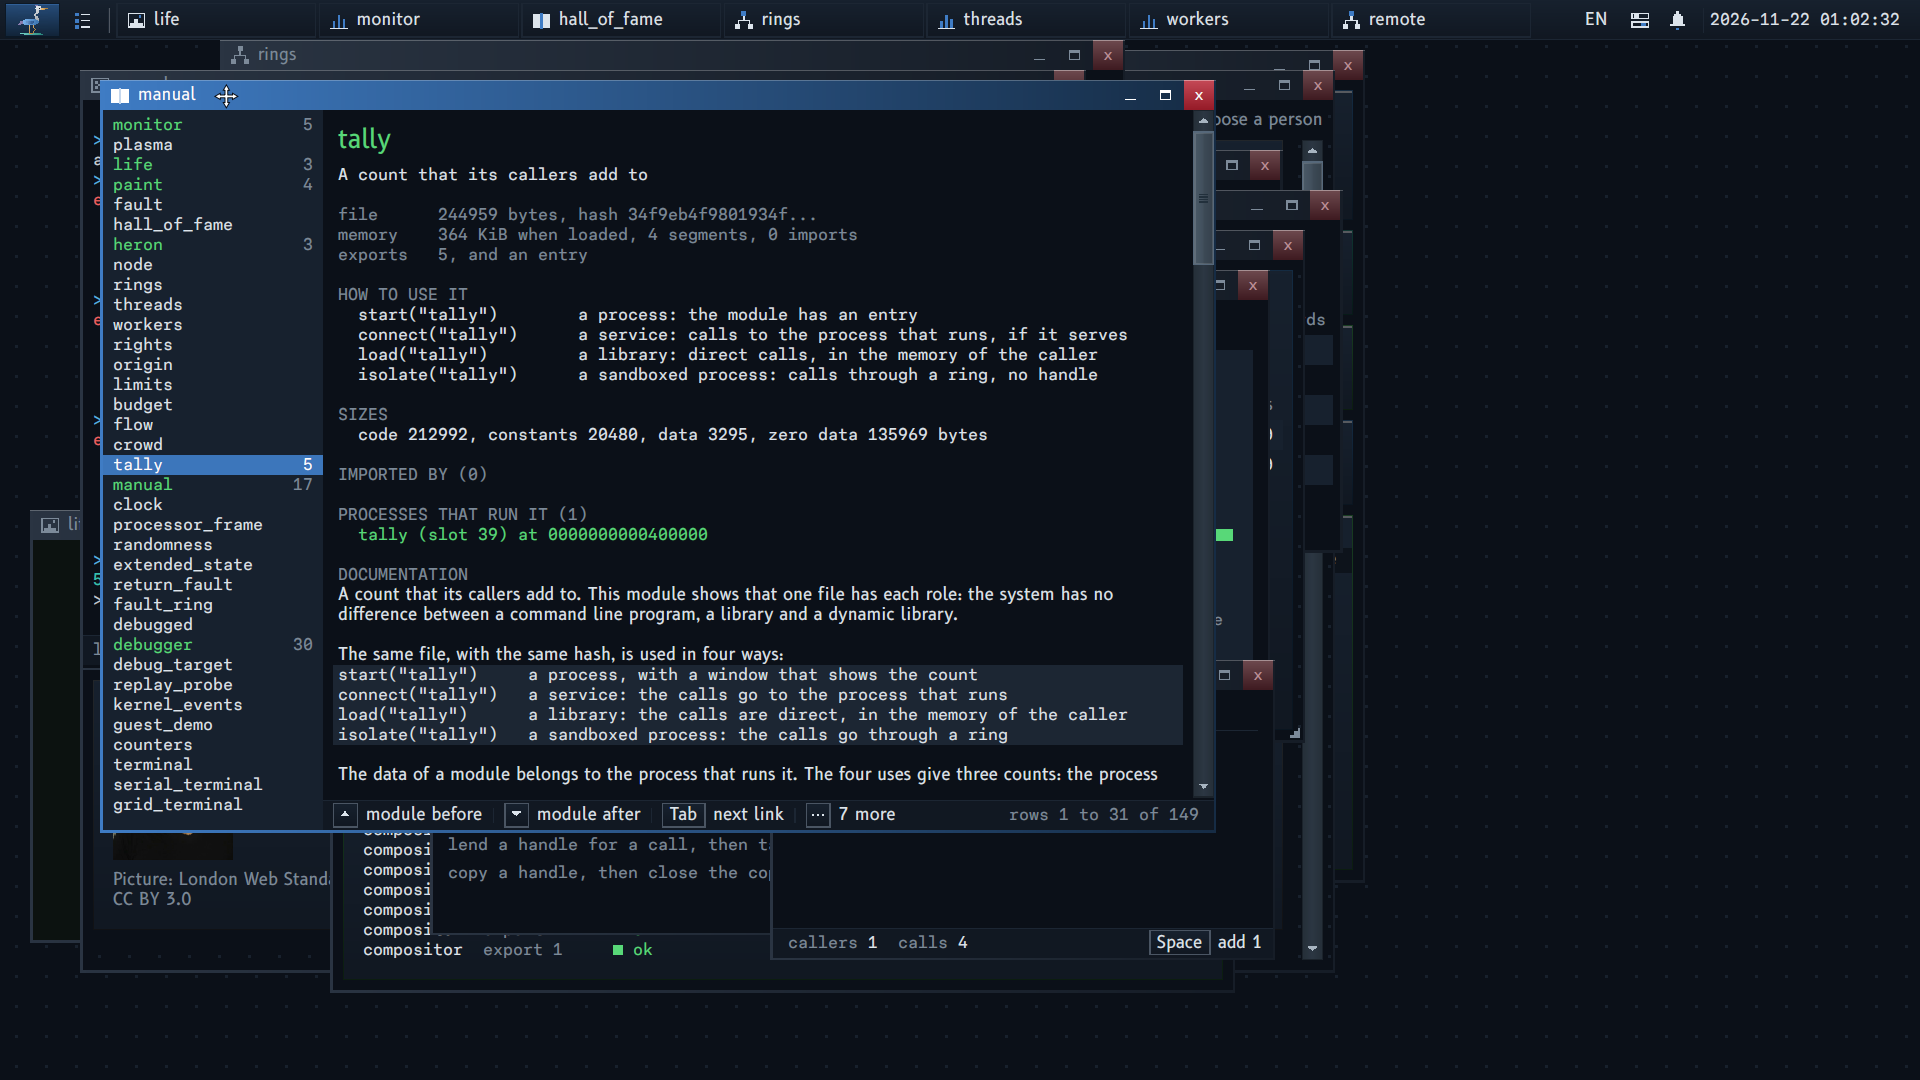 life monitor hall_of_fame rings threads workers remote EN 2026-11-22 01:02:32
rings
manual
monitor 5
plasma
life 3
paint 4
fault
hall_of_fame
heron 3
node
rings
threads
workers
rights
origin
limits
budget
flow
crowd
tally 5
manual 17
clock
processor_frame
randomness
extended_state
return_fault
fault_ring
debugged
debugger 30
debug_target
replay_probe
kernel_events
guest_demo
counters
terminal
serial_terminal
grid_terminal
tally
A count that its callers add to
file 244959 bytes, hash 34f9eb4f9801934f...
memory 364 KiB when loaded, 4 segments, 0 imports
exports 5, and an entry
HOW TO USE IT
start("tally") a process: the module has an entry
connect("tally") a service: calls to the process that runs, if it serves
load("tally") a library: direct calls, in the memory of the caller
isolate("tally") a sandboxed process: calls through a ring, no handle
SIZES
code 212992, constants 20480, data 3295, zero data 135969 bytes
IMPORTED BY (0)
PROCESSES THAT RUN IT (1)
tally (slot 39) at 0000000000400000
DOCUMENTATION
A count that its callers add to. This module shows that one file has each role: the system has no
difference between a command line program, a library and a dynamic library.
The same file, with the same hash, is used in four ways:
start("tally") a process, with a window that shows the count
connect("tally") a service: the calls go to the process that runs
load("tally") a library: the calls are direct, in the memory of the caller
isolate("tally") a sandboxed process: the calls go through a ring
The data of a module belongs to the process that runs it. The four uses give three counts: the process
module before module after Tab next link ... 7 more rows 1 to 31 of 149
ose a person
ds
li
Picture: London Web Standa
CC BY 3.0
composi
composi
composi
composi
composi
compositor export 1 ok
lend a handle for a call, then t
copy a handle, then close the co
callers 1 calls 4 Space add 1